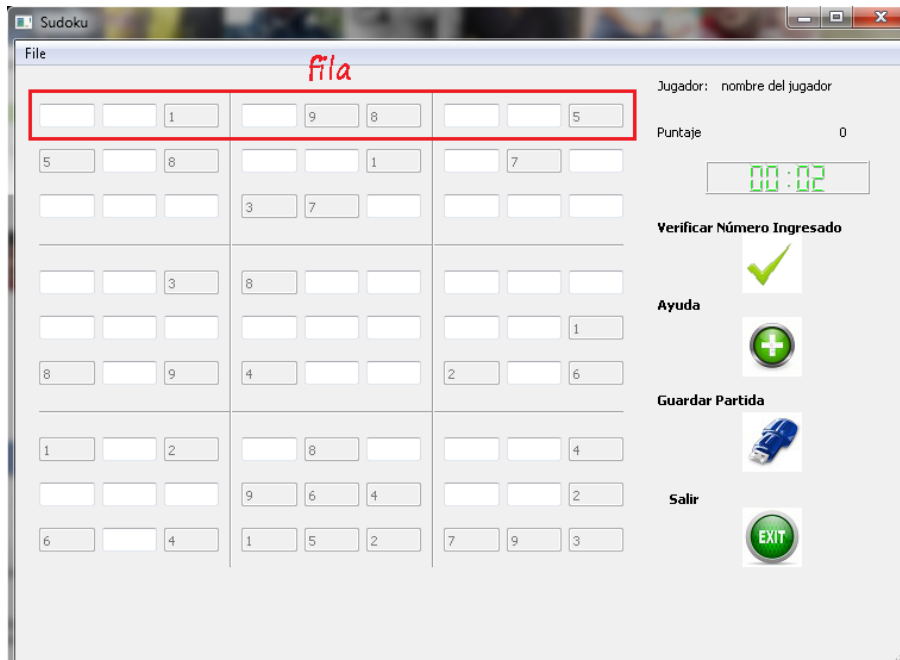 Sudoku
File
fila
1 9 8 5
5 8 1 7
3 7
3 8
1
8 9 4 2 6
1 2 8 4
9 6 4 2
6 4 1 5 2 7 9 3
Jugador: nombre del jugador
Puntaje 0
00:02
Verificar Número Ingresado
Ayuda
Guardar Partida
Salir
EXIT